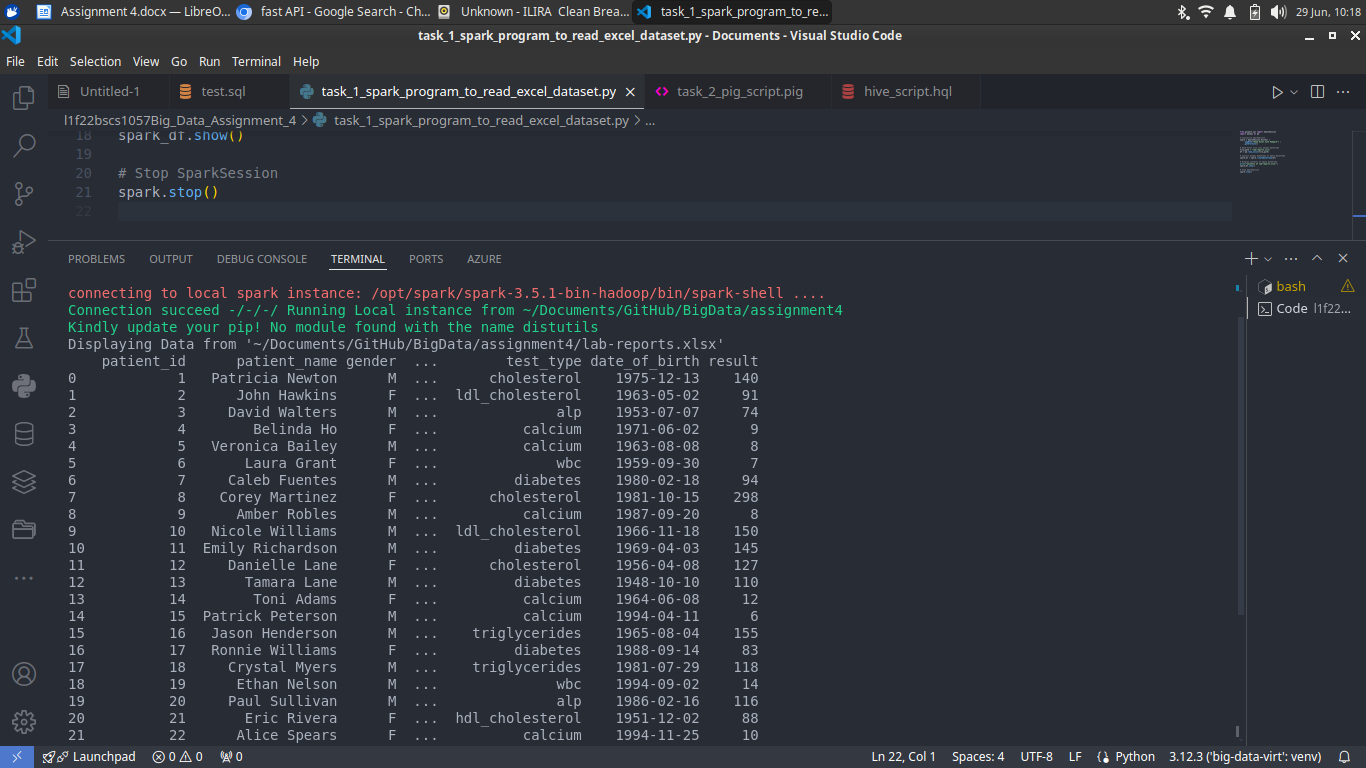 Assignment 4.docx — LibreO...
fast API - Google Search - Ch...
Unknown - ILIRA Clean Brea...
task_1_spark_program_to_re...
29 Jun, 10:18
task_1_spark_program_to_read_excel_dataset.py - Documents - Visual Studio Code
File Edit Selection View Go Run Terminal Help
Untitled-1 test.sql task_1_spark_program_to_read_excel_dataset.py task_2_pig_script.pig hive_script.hql
l1f22bscs1057Big_Data_Assignment_4 > task_1_spark_program_to_read_excel_dataset.py > ...
18 spark_df.show()
19
20 # Stop SparkSession
21 spark.stop()
22
PROBLEMS OUTPUT DEBUG CONSOLE TERMINAL PORTS AZURE
connecting to local spark instance: /opt/spark/spark-3.5.1-bin-hadoop/bin/spark-shell ....
Connection succeed -/-/-/ Running Local instance from ~/Documents/GitHub/BigData/assignment4
Kindly update your pip! No module found with the name distutils
Displaying Data from '~/Documents/GitHub/BigData/assignment4/lab-reports.xlsx'
patient_id patient_name gender ... test_type date_of_birth result
0 1 Patricia Newton M ... cholesterol 1975-12-13 140
1 2 John Hawkins F ... ldl_cholesterol 1963-05-02 91
2 3 David Walters M ... alp 1953-07-07 74
3 4 Belinda Ho F ... calcium 1971-06-02 9
4 5 Veronica Bailey M ... calcium 1963-08-08 8
5 6 Laura Grant F ... wbc 1959-09-30 7
6 7 Caleb Fuentes M ... diabetes 1980-02-18 94
7 8 Corey Martinez F ... cholesterol 1981-10-15 298
8 9 Amber Robles M ... calcium 1987-09-20 8
9 10 Nicole Williams M ... ldl_cholesterol 1966-11-18 150
10 11 Emily Richardson M ... diabetes 1969-04-03 145
11 12 Danielle Lane F ... cholesterol 1956-04-08 127
12 13 Tamara Lane M ... diabetes 1948-10-10 110
13 14 Toni Adams F ... calcium 1964-06-08 12
14 15 Patrick Peterson M ... calcium 1994-04-11 6
15 16 Jason Henderson M ... triglycerides 1965-08-04 155
16 17 Ronnie Williams F ... diabetes 1988-09-14 83
17 18 Crystal Myers M ... triglycerides 1981-07-29 118
18 19 Ethan Nelson M ... wbc 1994-09-02 14
19 20 Paul Sullivan M ... alp 1986-02-16 116
20 21 Eric Rivera F ... hdl_cholesterol 1951-12-02 88
21 22 Alice Spears F ... calcium 1994-11-25 10
bash
Code l1f22...
Launchpad 0 0 0 Ln 22, Col 1 Spaces: 4 UTF-8 LF Python 3.12.3 ('big-data-virt': venv)